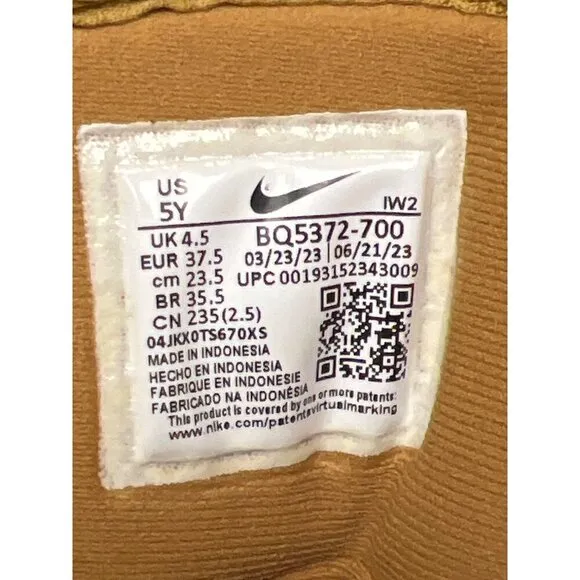 US
5Y
IW2
UK 4.5
BQ5372-700
EUR 37.5
03/23/23 | 06/21/23
cm 23.5
UPC 00193152343009
BR 35.5
CN 235(2.5)
04JKX0TS670XS
MADE IN INDONESIA
HECHO EN INDONESIA
FABRIQUE EN INDONESIE
FABRICADO NA INDONÉSIA
This product is covered by one or more patents:
www.nike.com/patentsvirtualmarking